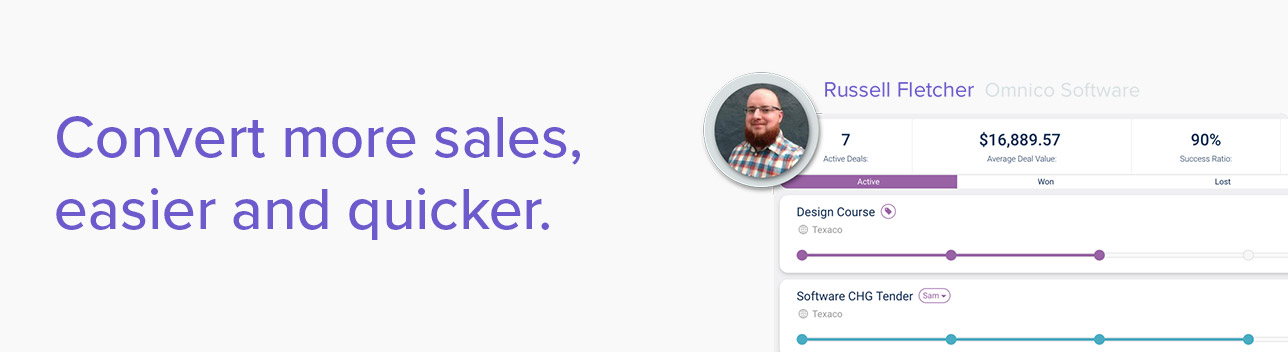 Convert more sales,
easier and quicker.
Russell Fletcher Omnico Software
7 $16,889.57 90%
Active Deals: Average Deal Value: Success Ratio:
Active Won Lost
Design Course
Texaco
Software CHG Tender Sam
Texaco